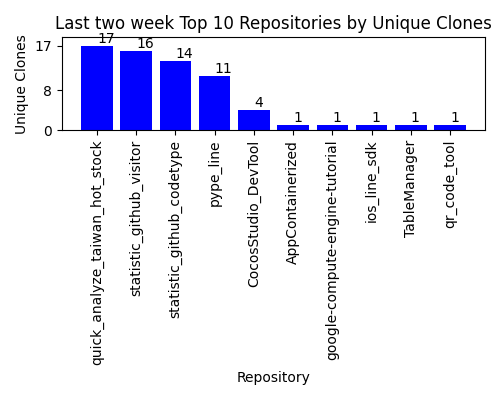 Last two week Top 10 Repositories by Unique Clones
Unique Clones
17
8
0
17
16
14
11
4
1
1
1
1
1
quick_analyze_taiwan_hot_stock
statistic_github_visitor
statistic_github_codetype
pype_line
CocosStudio_DevTool
AppContainerized
google-compute-engine-tutorial
ios_line_sdk
TableManager
qr_code_tool
Repository